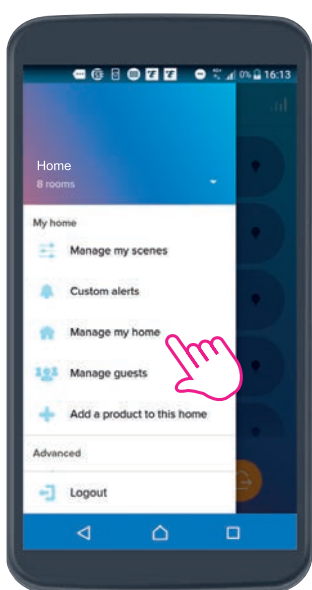 0% 16:13
Home
8 rooms
My home
Manage my scenes
Custom alerts
Manage my home
Manage guests
Add a product to this home
Advanced
Logout